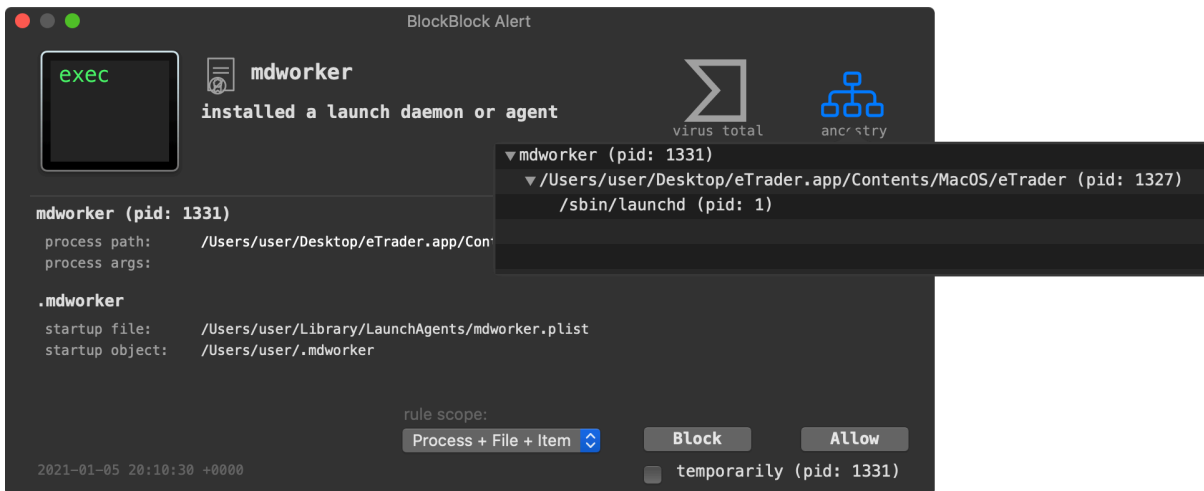 BlockBlock Alert
exec
mdworker
installed a launch daemon or agent
virus total
ancestry
▼mdworker (pid: 1331)
▼/Users/user/Desktop/eTrader.app/Contents/MacOS/eTrader (pid: 1327)
/sbin/launchd (pid: 1)
mdworker (pid: 1331)
process path: /Users/user/Desktop/eTrader.app/Con
process args:
.mdworker
startup file: /Users/user/Library/LaunchAgents/mdworker.plist
startup object: /Users/user/.mdworker
rule scope:
Process + File + Item
Block
Allow
2021-01-05 20:10:30 +0000
temporarily (pid: 1331)